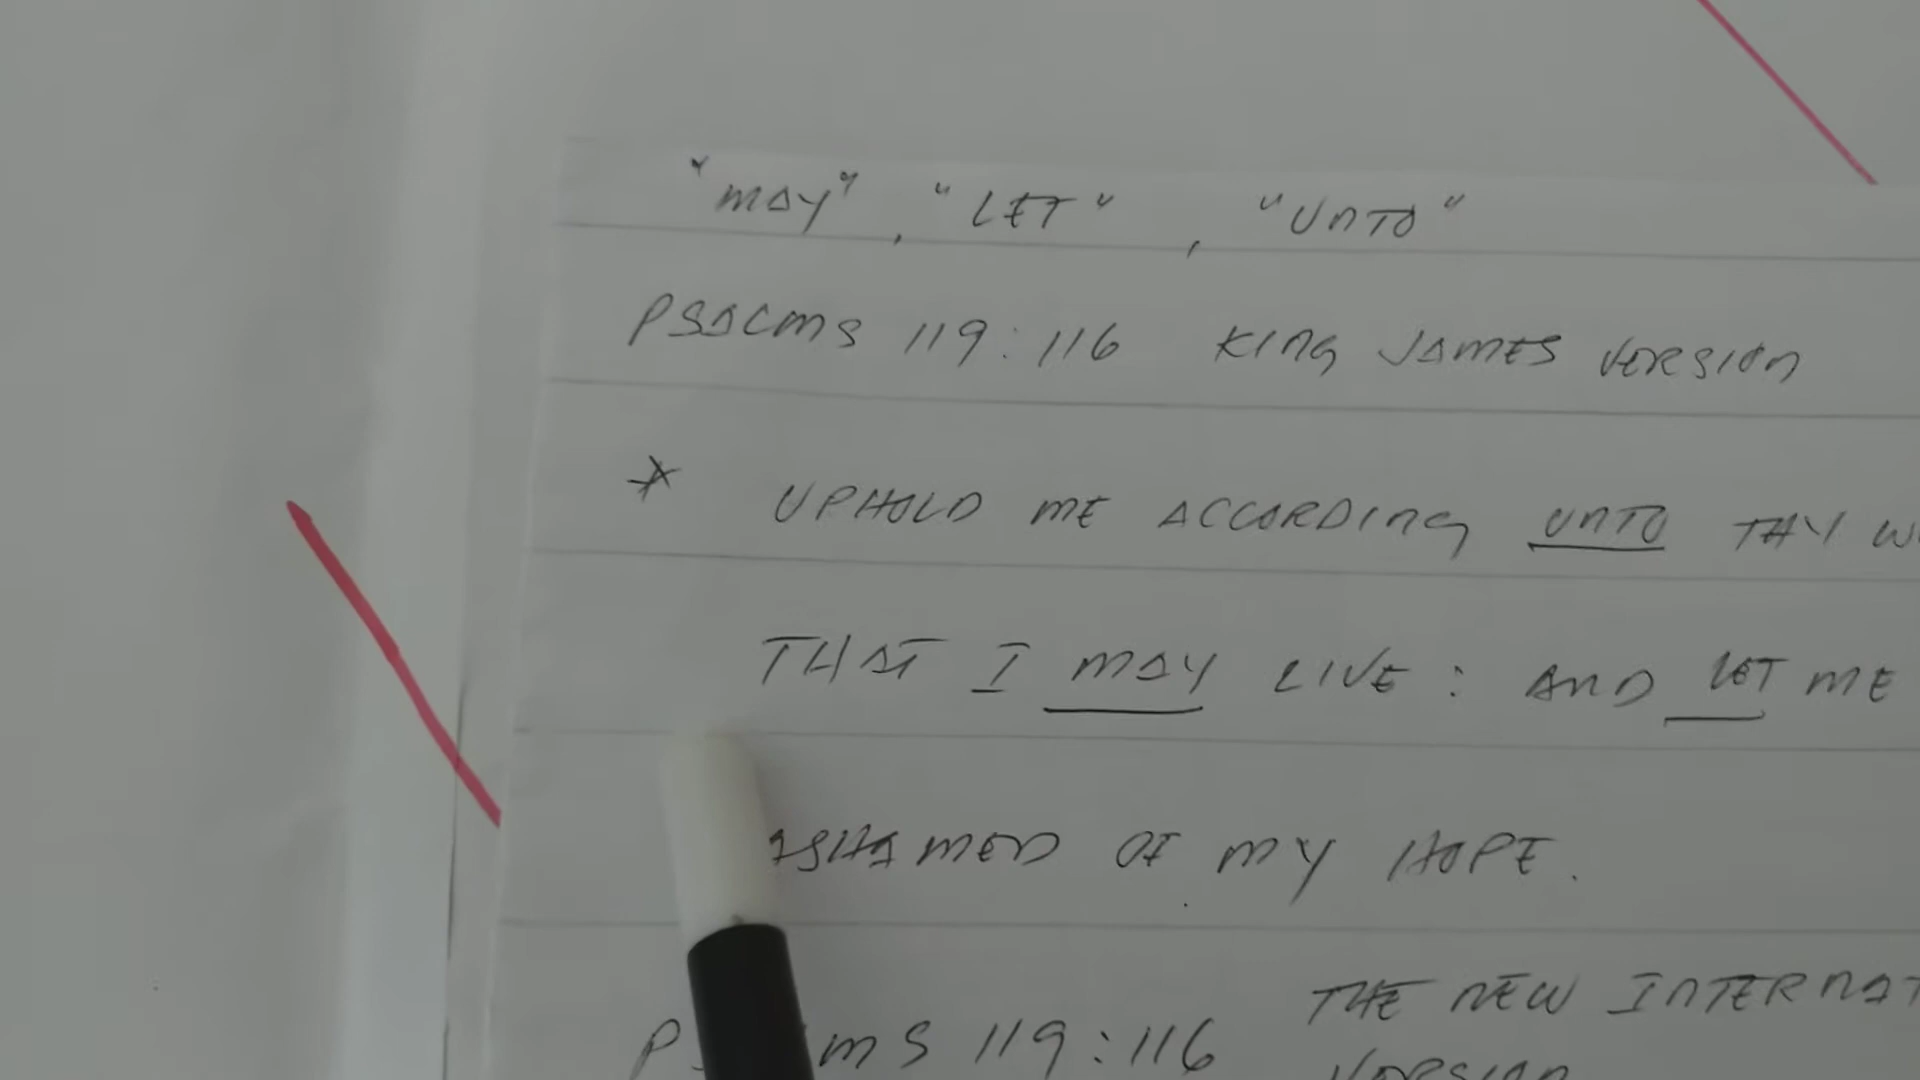 "MAY", "LET", "UNTO"
PSALMS 119:116 KING JAMES VERSION
* UPHOLD ME ACCORDING UNTO THY
THAT I MAY LIVE: AND LET ME
ASHAMED OF MY HOPE.
THE NEW
119:116 VERSION